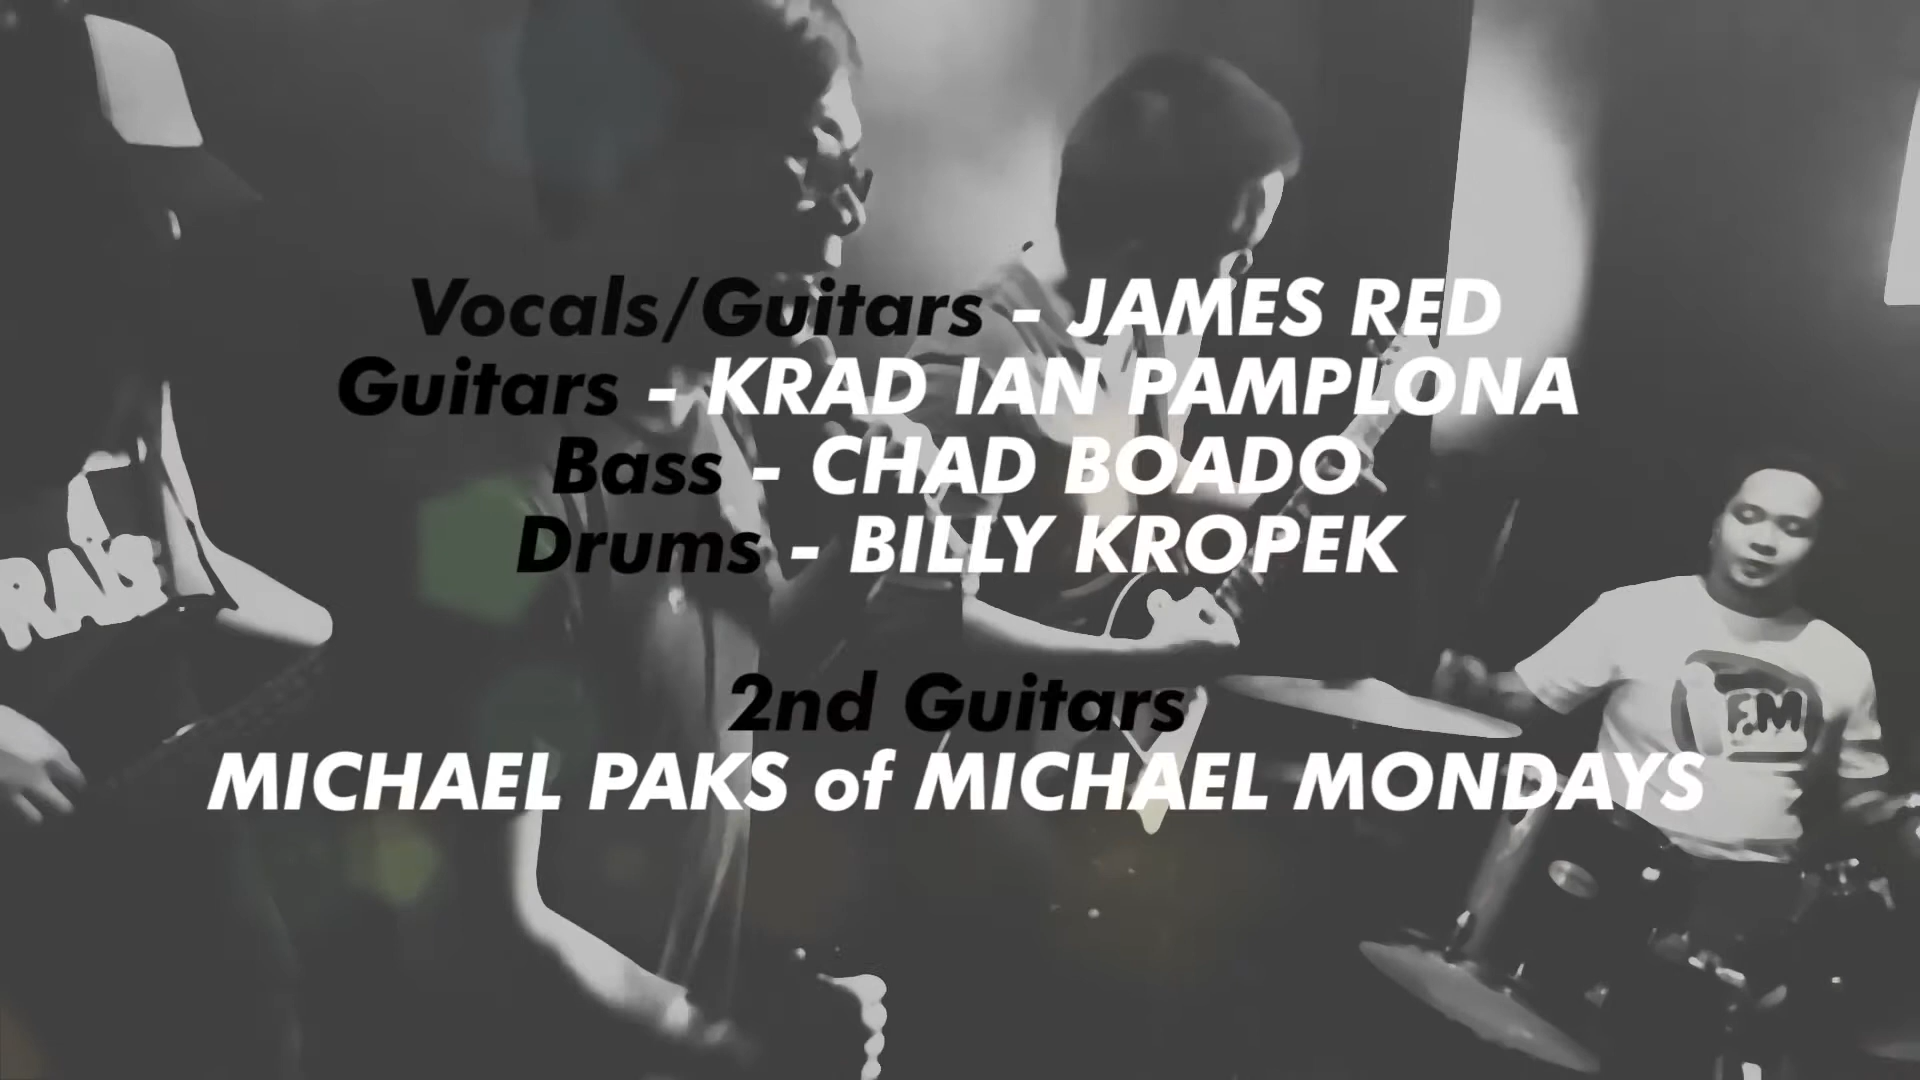 Vocals/Guitars - JAMES RED
Guitars - KRAD IAN PAMPLONA
Bass - CHAD BOADO
Drums - BILLY KROPEK
2nd Guitars
MICHAEL PAKS of MICHAEL MONDAYS
F.M